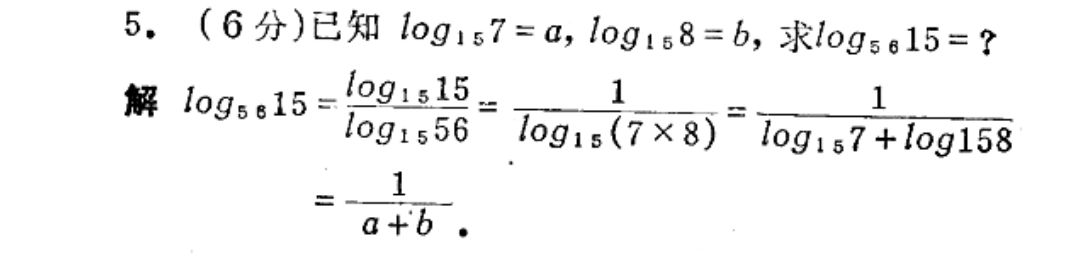 5. (6分)已知 log₁₅7=a, log₁₅8=b, 求log₅₆15=?
解 log₅₆15=log₁₅15/log₁₅56=1/log₁₅(7×8)=1/log₁₅7+log158
=1/a+b.